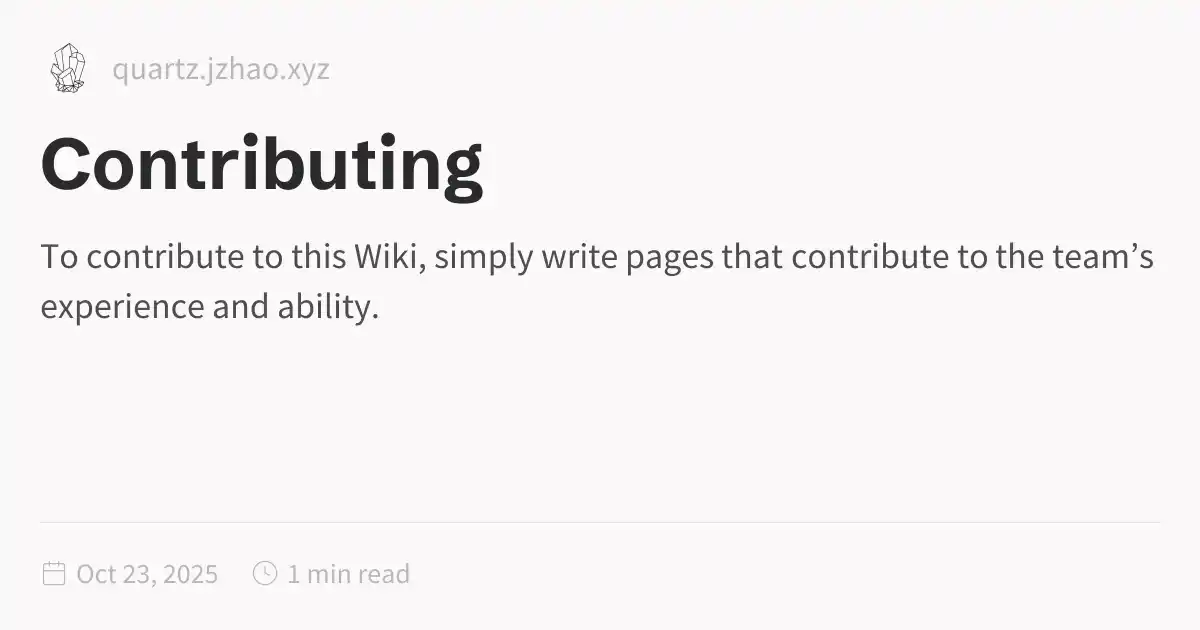 quartz.jzhao.xyz
Contributing
To contribute to this Wiki, simply write pages that contribute to the team’s
experience and ability.
Oct 23, 2025 1 min read